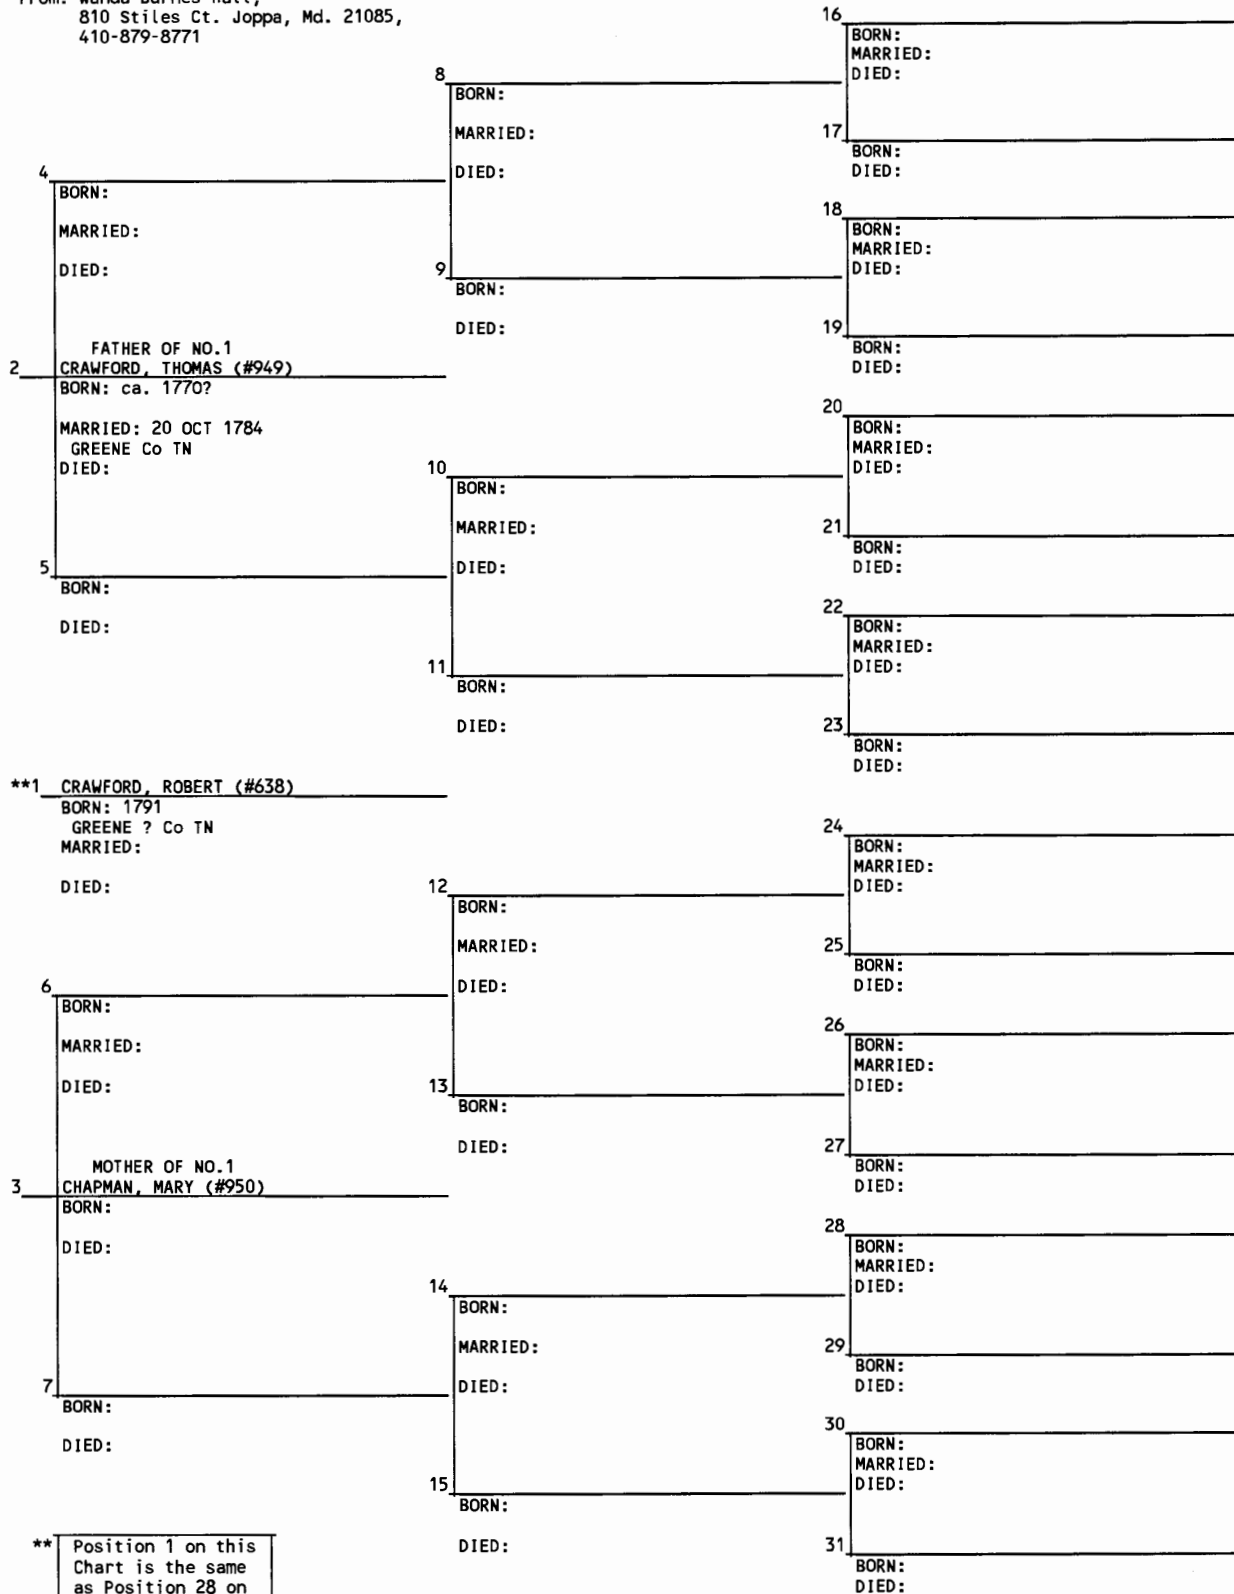 From: Wanda Barnes Hall,
810 Stiles Ct. Joppa, Md. 21085,
410-879-8771
4
BORN:
MARRIED:
DIED:
FATHER OF NO.1
2 CRAWFORD, THOMAS (#949)
BORN: ca. 1770?
MARRIED: 20 OCT 1784
GREENE Co TN
DIED:
5
BORN:
DIED:
**1 CRAWFORD, ROBERT (#638)
BORN: 1791
GREENE ? Co TN
MARRIED:
DIED:
6
BORN:
MARRIED:
DIED:
MOTHER OF NO.1
3 CHAPMAN, MARY (#950)
BORN:
DIED:
7
BORN:
DIED:
** Position 1 on this
Chart is the same
as Position 28 on
8
BORN:
MARRIED:
DIED:
9
BORN:
DIED:
10
BORN:
MARRIED:
DIED:
11
BORN:
DIED:
12
BORN:
MARRIED:
DIED:
13
BORN:
DIED:
14
BORN:
MARRIED:
DIED:
15
BORN:
DIED:
16
BORN:
MARRIED:
DIED:
17
BORN:
DIED:
18
BORN:
MARRIED:
DIED:
19
BORN:
DIED:
20
BORN:
MARRIED:
DIED:
21
BORN:
DIED:
22
BORN:
MARRIED:
DIED:
23
BORN:
DIED:
24
BORN:
MARRIED:
DIED:
25
BORN:
DIED:
26
BORN:
MARRIED:
DIED:
27
BORN:
DIED:
28
BORN:
MARRIED:
DIED:
29
BORN:
DIED:
30
BORN:
MARRIED:
DIED:
31
BORN:
DIED: